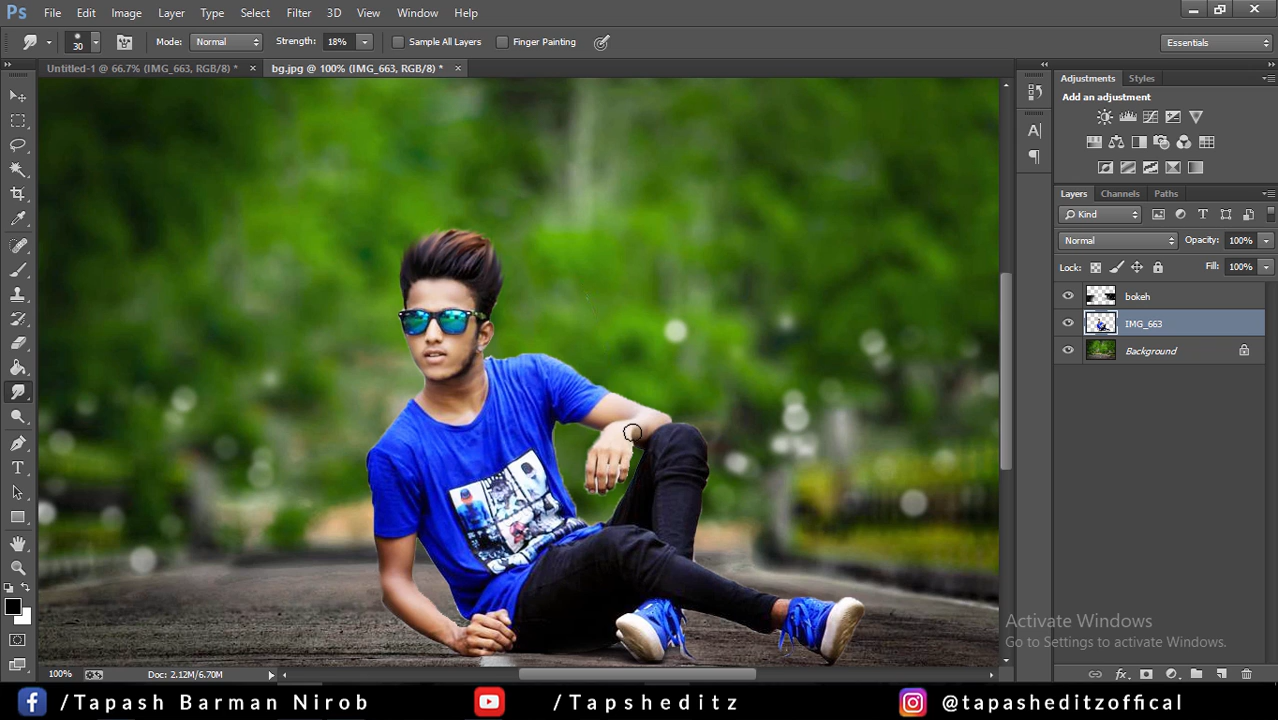 Ps File Edit Image Layer Type Select Filter 3D View Window Help
30 Mode: Normal Strength: 18% Sample All Layers Finger Painting Essentials
Untitled-1 @ 66.7% (IMG_663, RGB/8) * × bg.jpg @ 100% (IMG_663, RGB/8) * ×
Adjustments Styles
Add an adjustment
Layers Channels Paths
Kind
Normal Opacity: 100%
Lock: Fill: 100%
bokeh
IMG_663
Background
Activate Windows
Go to Settings to activate Windows.
100% Doc: 2.12M/6.70M
/Tapash Barman Nirob /Tapsheditz @tapasheditzoffical